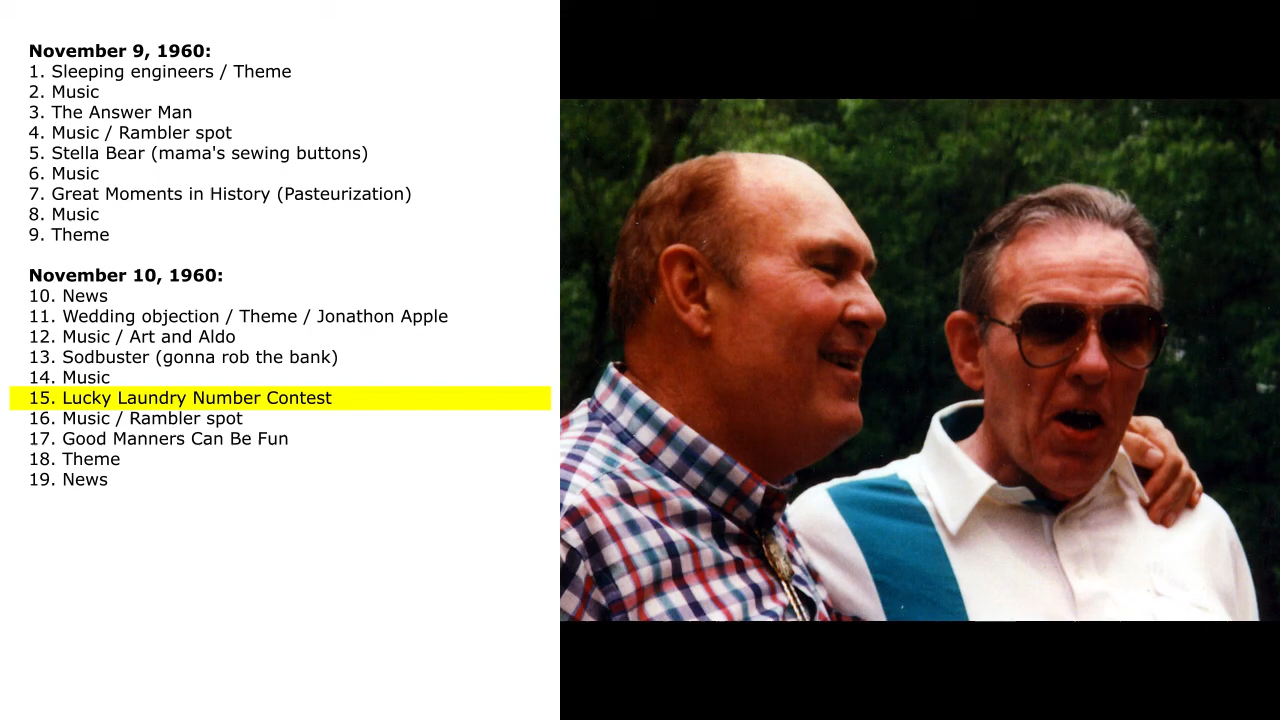 November 9, 1960:
1. Sleeping engineers / Theme
2. Music
3. The Answer Man
4. Music / Rambler spot
5. Stella Bear (mama's sewing buttons)
6. Music
7. Great Moments in History (Pasteurization)
8. Music
9. Theme
November 10, 1960:
10. News
11. Wedding objection / Theme / Jonathon Apple
12. Music / Art and Aldo
13. Sodbuster (gonna rob the bank)
14. Music
15. Lucky Laundry Number Contest
16. Music / Rambler spot
17. Good Manners Can Be Fun
18. Theme
19. News